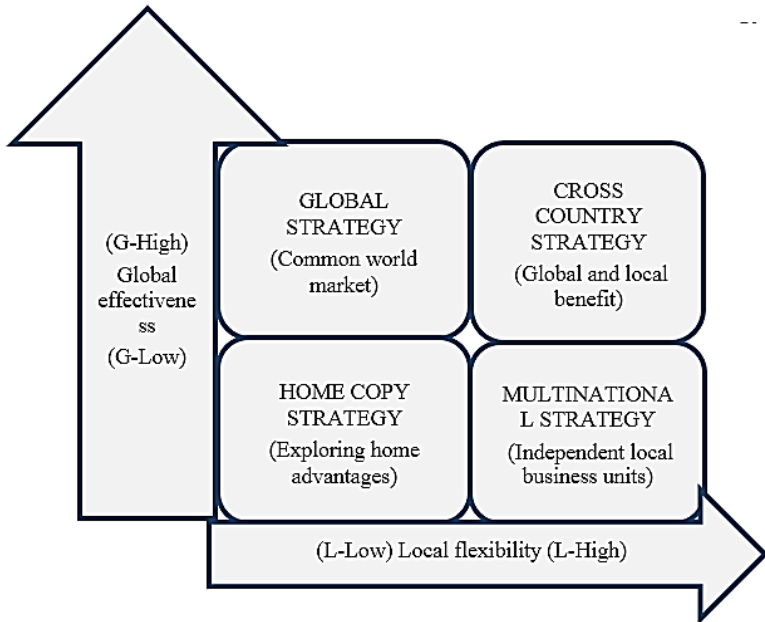 (G-High)
Global
effectivene
ss
(G-Low)
GLOBAL
STRATEGY
(Common world
market)
CROSS
COUNTRY
STRATEGY
(Global and local
benefit)
HOME COPY
STRATEGY
(Exploring home
advantages)
MULTINATIONA
L STRATEGY
(Independent local
business units)
(L-Low) Local flexibility (L-High)